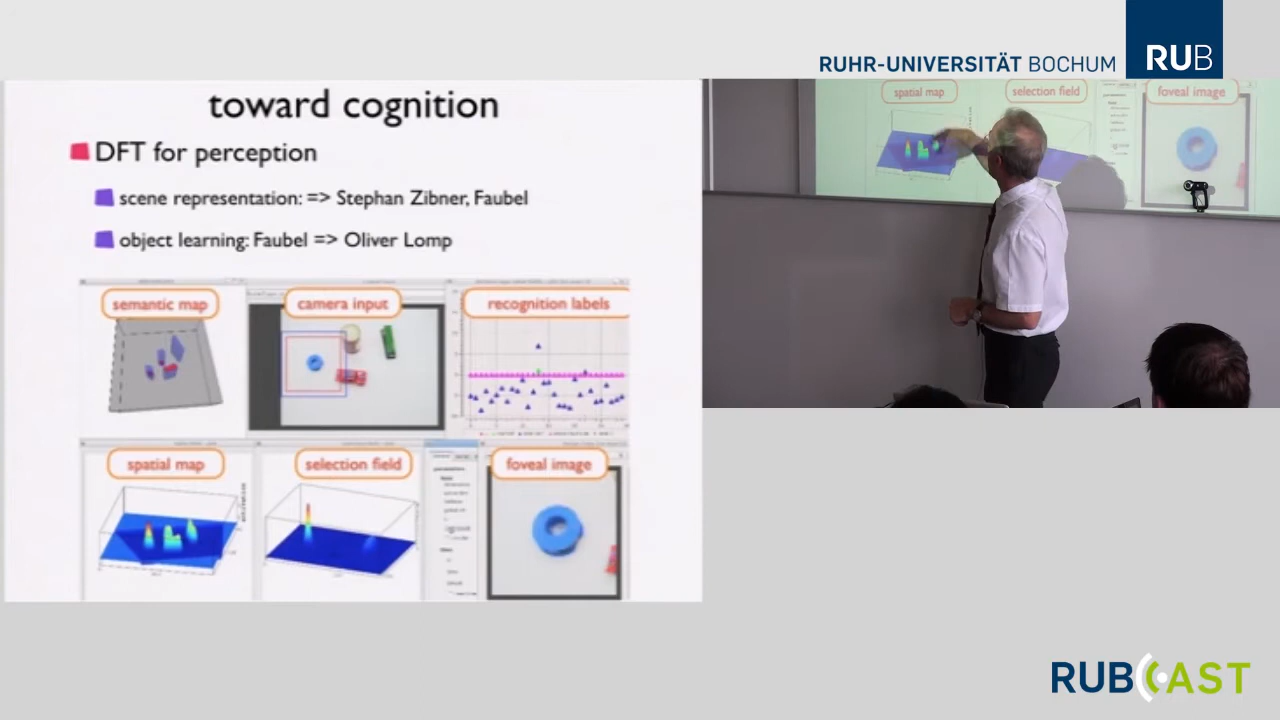 RUHR-UNIVERSITÄT BOCHUM
RUB
toward cognition
DFT for perception
scene representation: => Stephan Zibner, Faubel
object learning: Faubel => Oliver Lomp
semantic map
camera input
recognition labels
spatial map
selection field
foveal image
spatial map
selection field
foveal image
RUBCAST